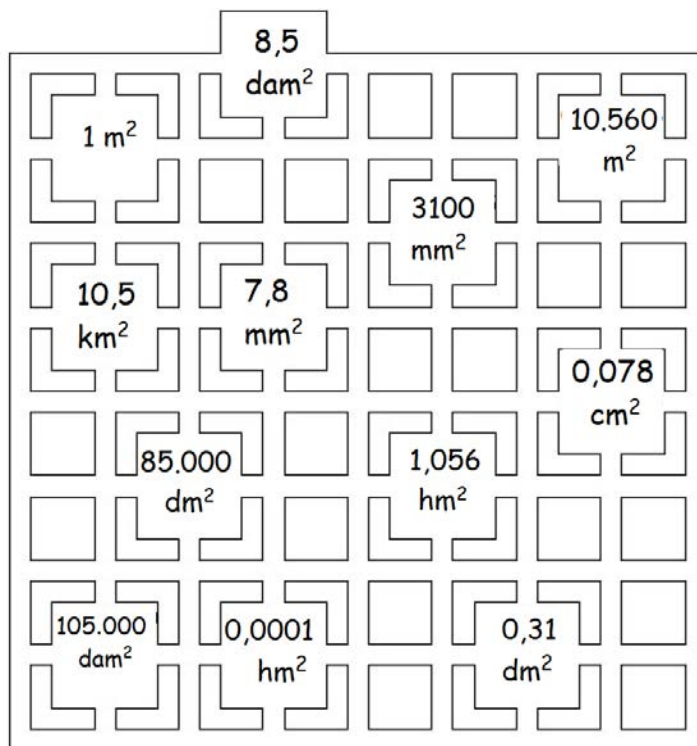 8,5
dam²
1 m²
10.560
m²
3100
mm²
10,5
km²
7,8
mm²
0,078
cm²
85.000
dm²
1,056
hm²
105.000
dam²
0,0001
hm²
0,31
dm²